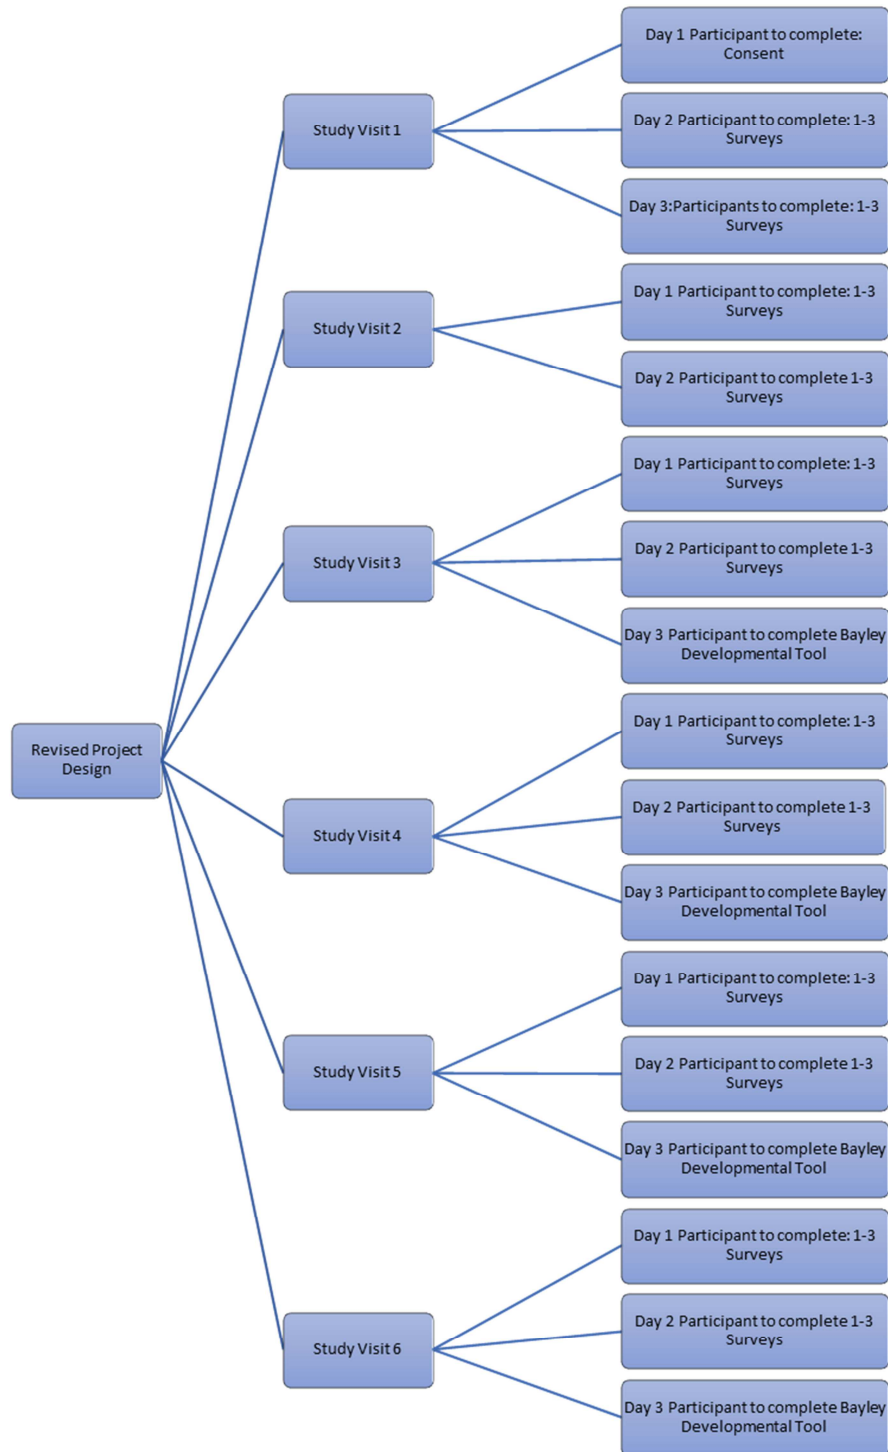 Day 1 Participant to complete:
Consent
Study Visit 1
Day 2 Participant to complete: 1-3
Surveys
Day 3:Participants to complete: 1-3
Surveys
Day 1 Participant to complete: 1-3
Surveys
Study Visit 2
Day 2 Participant to complete 1-3
Surveys
Day 1 Participant to complete: 1-3
Surveys
Study Visit 3
Day 2 Participant to complete 1-3
Surveys
Day 3 Participant to complete Bayley
Developmental Tool
Revised Project
Design
Day 1 Participant to complete: 1-3
Surveys
Study Visit 4
Day 2 Participant to complete 1-3
Surveys
Day 3 Participant to complete Bayley
Developmental Tool
Day 1 Participant to complete: 1-3
Surveys
Study Visit 5
Day 2 Participant to complete: 1-3
Surveys
Day 3 Participant to complete Bayley
Developmental Tool
Day 1 Participant to complete: 1-3
Surveys
Study Visit 6
Day 2 Participant to complete 1-3
Surveys
Day 3 Participant to complete Bayley
Developmental Tool